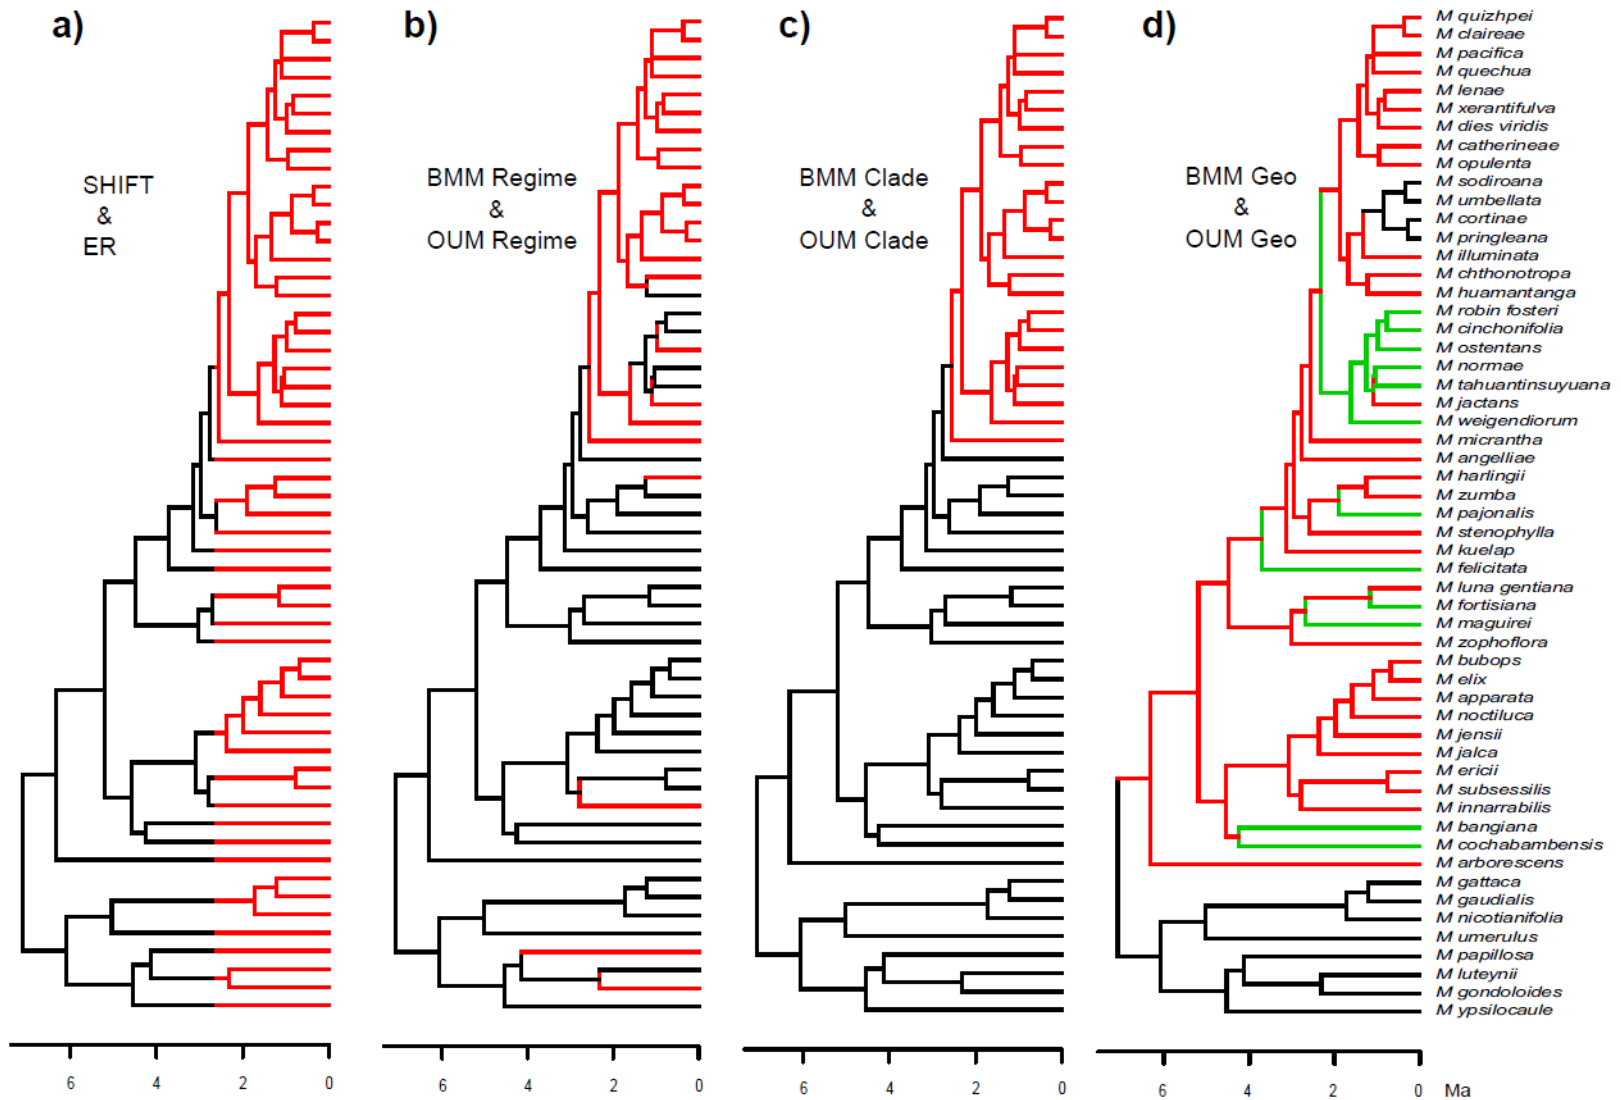 a)
SHIFT
&
ER
6 4 2 0
b)
BMM Regime
&
OUM Regime
6 4 2 0
c)
BMM Clade
&
OUM Clade
6 4 2 0
d)
BMM Geo
&
OUM Geo
M quizhpei
M claireae
M pacifica
M quechua
M lenae
M xerantifulva
M dies viridis
M catherineae
M opulenta
M sodiroana
M umbellata
M cortinae
M pringleana
M illuminata
M chthonotropa
M huamantanga
M robin fosteri
M cinchonifolia
M ostentans
M normae
M tahuantinsuyuana
M jactans
M weigendiorum
M micrantha
M angelliae
M harlingii
M zumba
M pajonalis
M stenophylla
M kuelap
M felicitata
M luna gentiana
M fortisiana
M maguirei
M zophoflora
M bubops
M elix
M apparata
M noctiluca
M jensii
M jalca
M ericii
M subsessilis
M innarrabilis
M bangiana
M cochabambensis
M arborescens
M gattaca
M gaudialis
M nicotianifolia
M umerulus
M papillosa
M luteynii
M gondoloides
M ypsilocaule
6 4 2 0 Ma